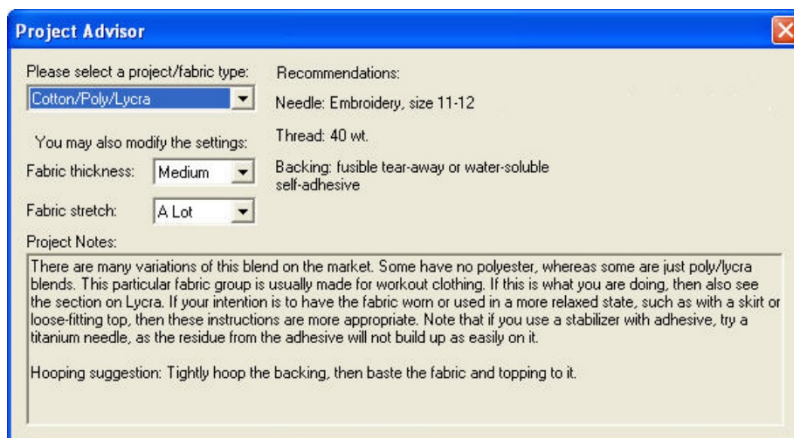 Project Advisor
Please select a project/fabric type:
Cotton/Poly/Lycra
You may also modify the settings:
Fabric thickness: Medium
Fabric stretch: A Lot
Recommendations:
Needle: Embroidery, size 11-12
Thread: 40 wt.
Backing: fusible tear-away or water-soluble
self-adhesive
Project Notes:
There are many variations of this blend on the market. Some have no polyester, whereas some are just poly/lycra
blends. This particular fabric group is usually made for workout clothing. If this is what you are doing, then also see
the section on Lycra. If your intention is to have the fabric worn or used in a more relaxed state, such as with a skirt or
loose-fitting top, then these instructions are more appropriate. Note that if you use a stabilizer with adhesive, try a
titanium needle, as the residue from the adhesive will not build up as easily on it.
Hooping suggestion: Tightly hoop the backing, then baste the fabric and topping to it.